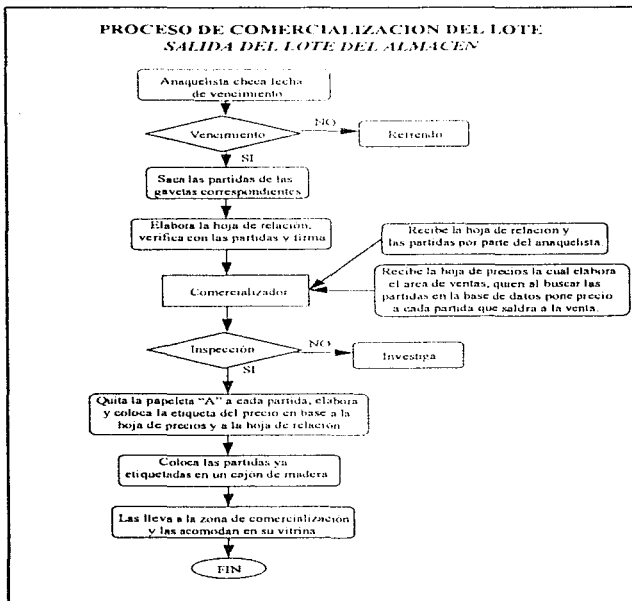 PROCESO DE COMERCIALIZACION DEL LOTE
SALIDA DEL LOTE DEL ALMACEN
Anaquelista checa fecha
de vencimiento
Vencimiento
NO
Refrendo
SI
Saca las partidas de las
gavetas correspondientes
Elabora la hoja de relación,
verifica con las partidas y firma
Recibe la hoja de relacion y
las partidas por parte del anaquelista.
Comercializador
Recibe la hoja de precios la cual elabora
el area de ventas, quien al buscar las
partidas en la base de datos pone precio
a cada partida que saldra a la venta.
Inspección
NO
Investiga
SI
Quita la papeleta "A" a cada partida, elabora
y coloca la etiqueta del precio en base a la
hoja de precios y a la hoja de relación
Coloca las partidas ya
etiquetadas en un cajón de madera
Las lleva a la zona de comercialización
y las acomodan en su vitrina
FIN